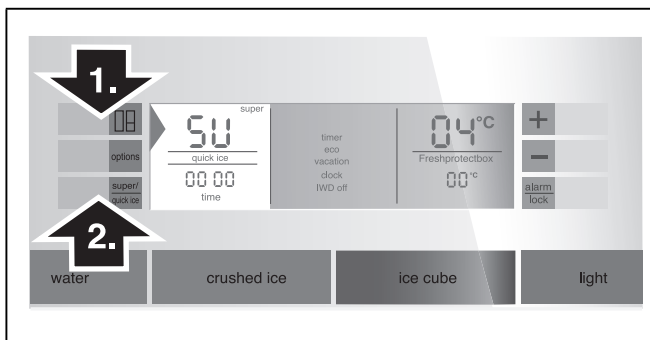 1.
super
SU
04°C
+
timer
options
quick ice
eco
Freshprotectbox
−
vacation
super/
quick ice
00 00
clock
00°C
alarm
lock
time
IWD off
2.
water
crushed ice
ice cube
light